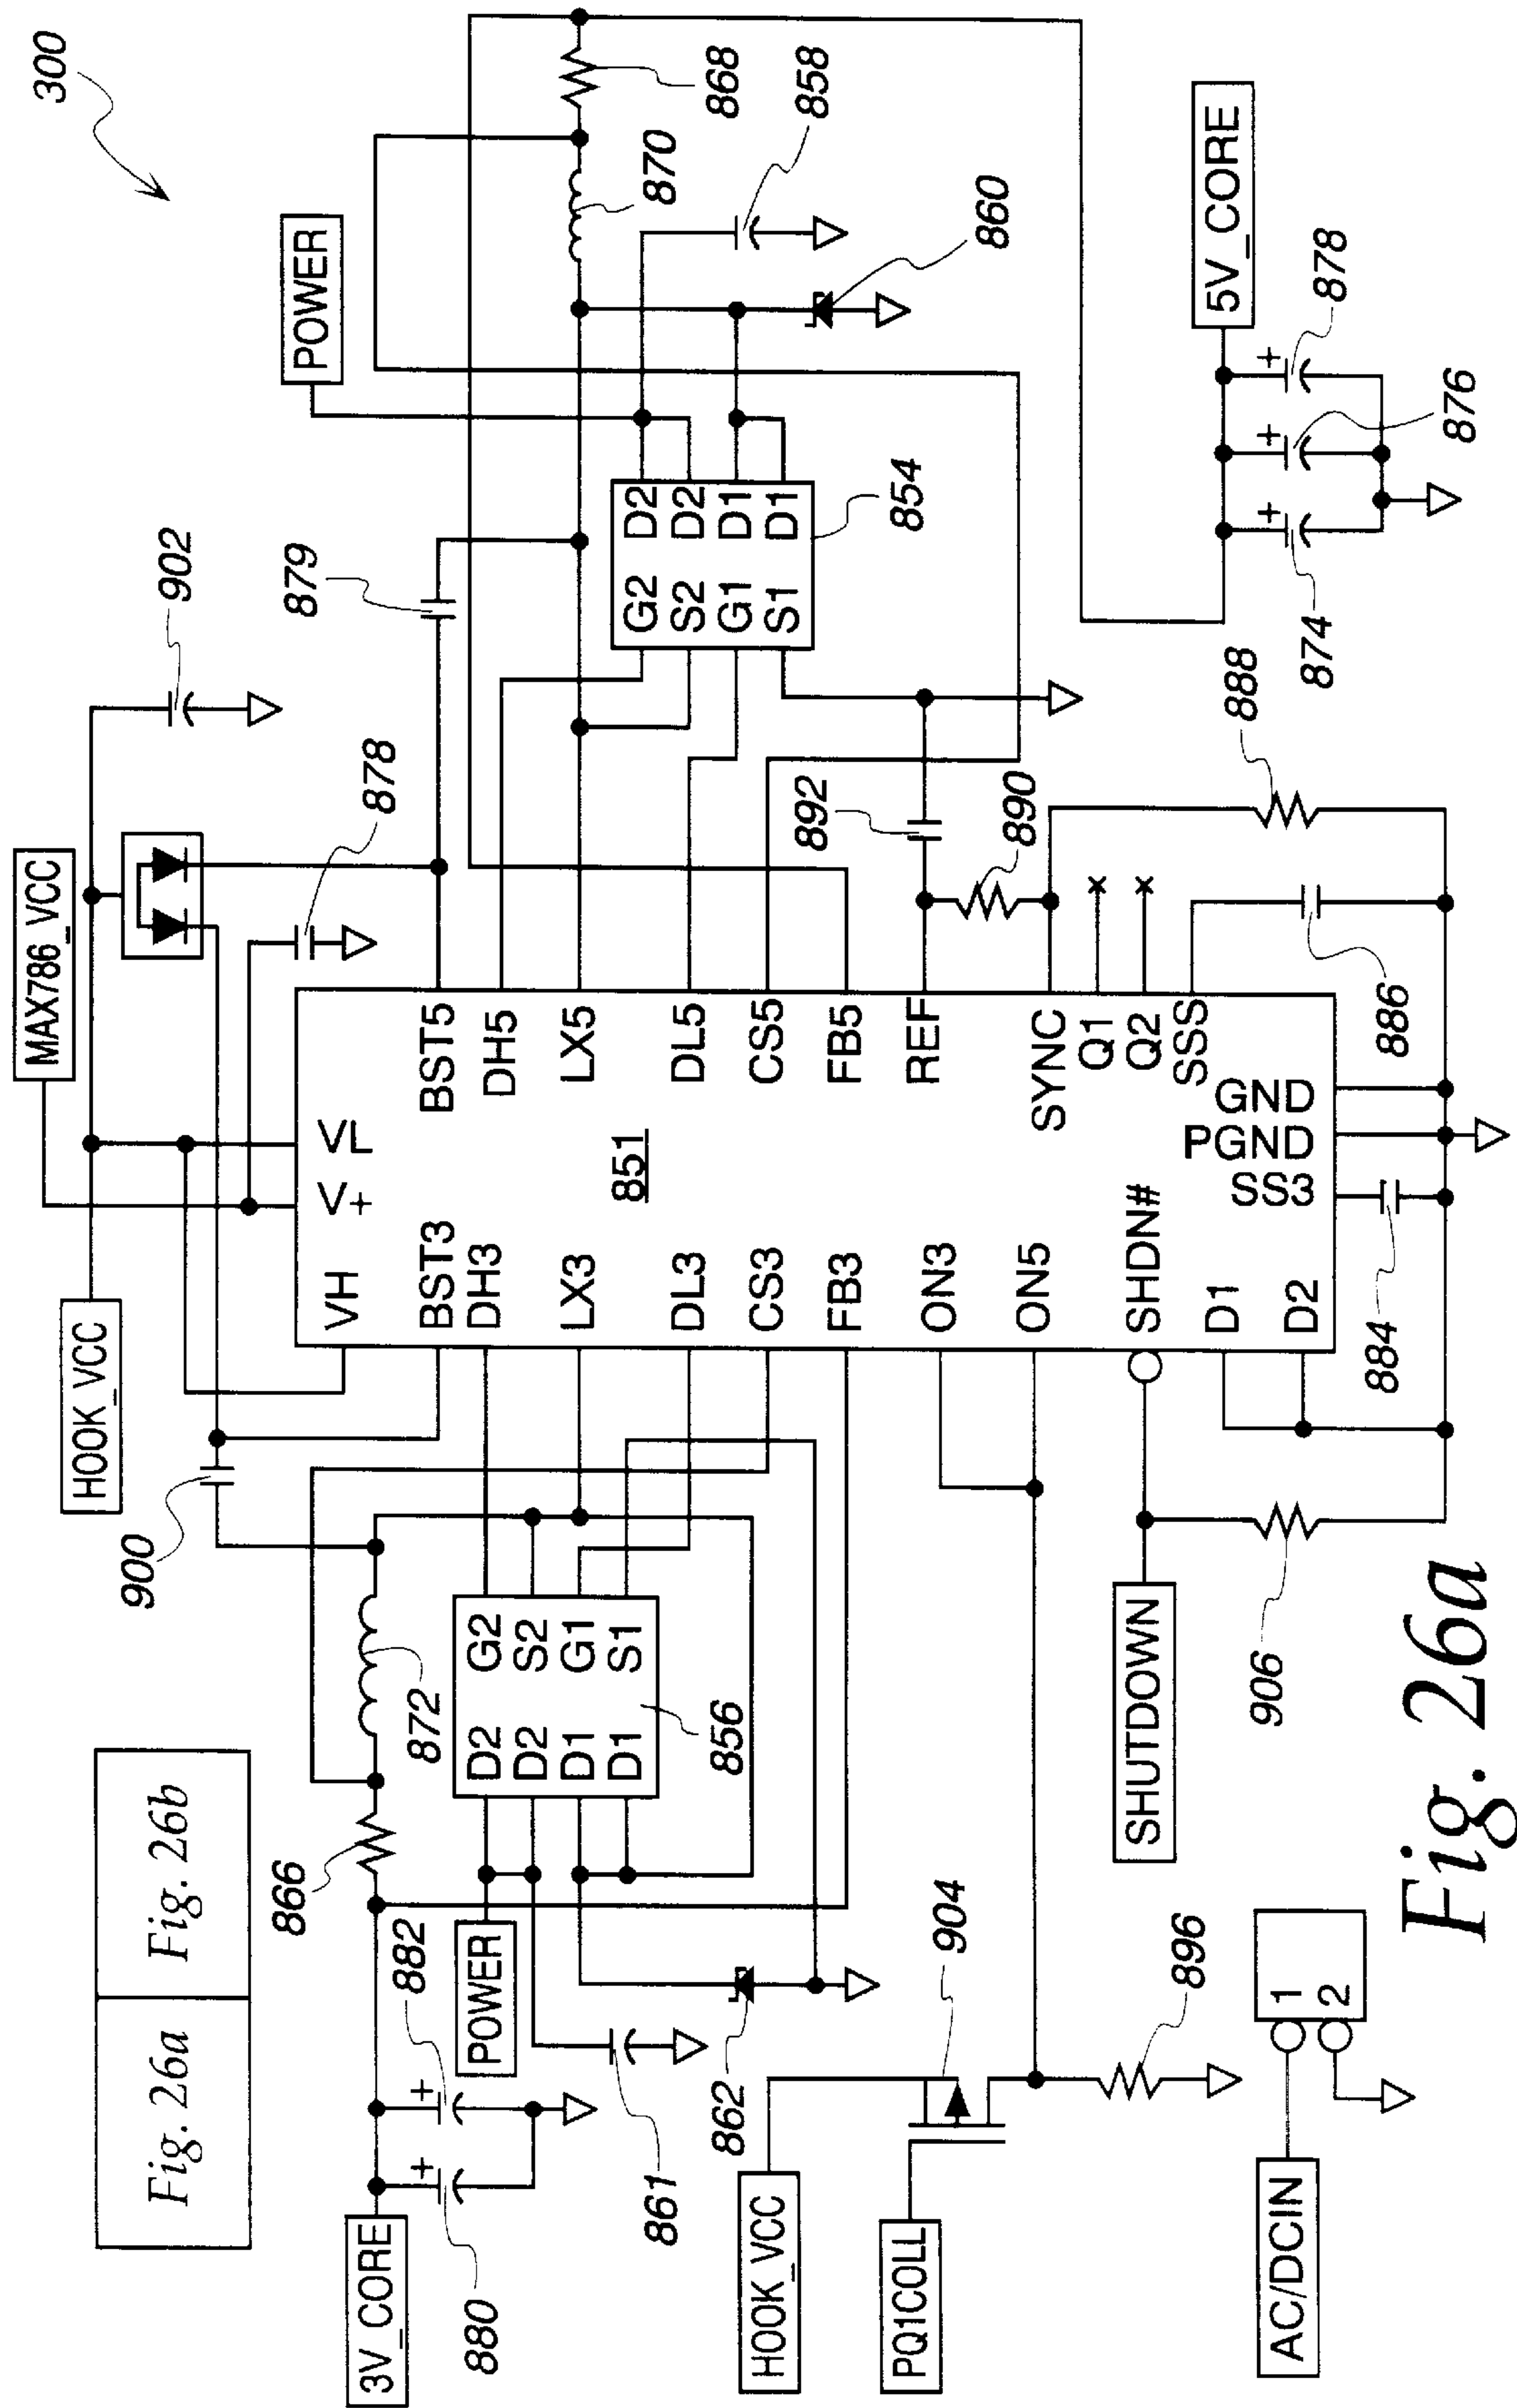 300
Fig. 26a
Fig. 26b
HOOK_VCC
MAX786_VCC
902
878
900
879
POWER
868
870
858
860
866
872
882
880
3V_CORE
POWER
861
862
856
D2
D2
D1
D1
G2
S2
G1
S1
VH
V+
VL
BST3
DH3
LX3
DL3
CS3
FB3
ON3
ON5
SHDN#
D1
D2
851
BST5
DH5
LX5
DL5
CS5
FB5
REF
SYNC
Q1
Q2
SSS
GND
PGND
SS3
G2
S2
G1
S1
D2
D2
D1
D1
854
892
890
888
886
884
5V_CORE
+
+
+
874
876
878
+
+
HOOK_VCC
PQ1COLL
904
896
SHUTDOWN
906
AC/DCIN
1
2
Fig. 26a